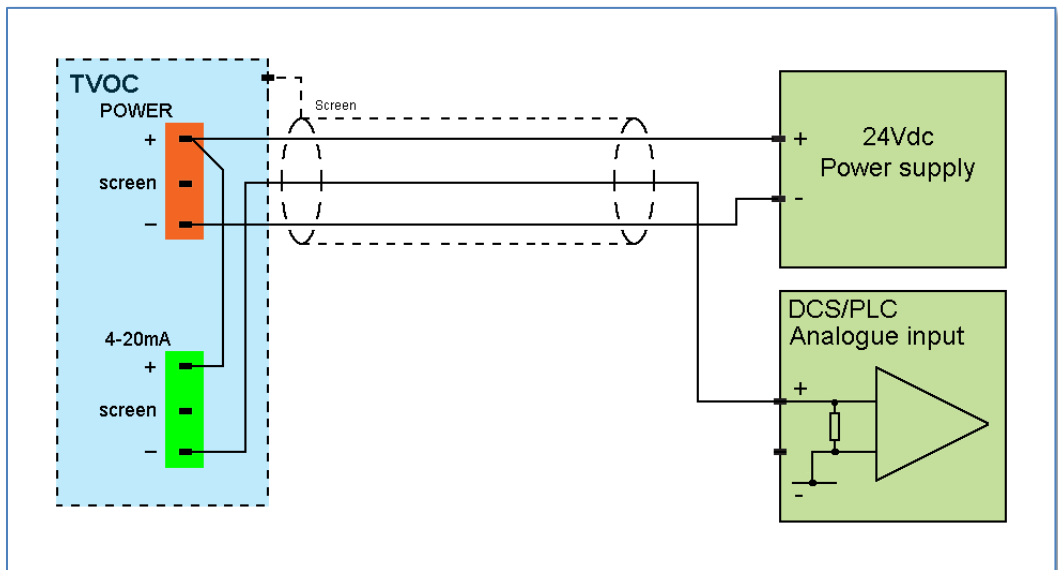 TVOC
POWER
+
screen
−
4-20mA
+
screen
−
Screen
+
24Vdc
Power supply
-
DCS/PLC
Analogue input
+
-